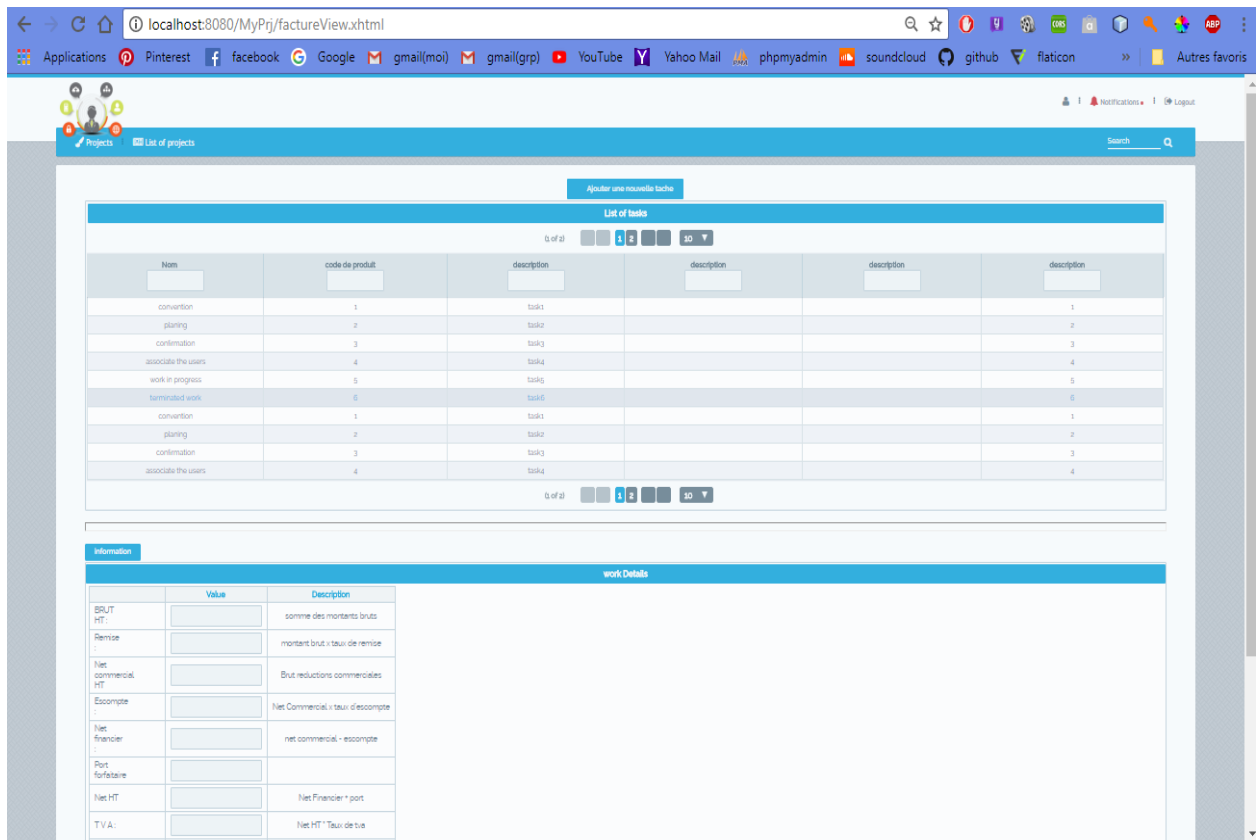 localhost:8080/MyPrj/factureView.xhtml
Applications Pinterest facebook Google gmail(moi) gmail(grp) YouTube Yahoo Mail phpmyadmin soundcloud github flaticon » Autres favoris
Notifications Logout
Projects List of projects Search
Ajouter une nouvelle tache
List of tasks
(1 of 2) 1 2 10
Nom code de produit description description description description
convention 1 task1 1
planing 2 task2 2
confirmation 3 task3 3
associate the users 4 task4 4
work in progress 5 task5 5
terminated work 6 task6 6
convention 1 task1 1
planing 2 task2 2
confirmation 3 task3 3
associate the users 4 task4 4
(1 of 2) 1 2 10
Information
work Details
Value Description
BRUT HT : somme des montants bruts
Remise : montant brut x taux de remise
Net commercial HT Brut reductions commerciales
Escompte : Net Commercial x taux d'escompte
Net financier : net commercial - escompte
Port forfaitaire
Net HT Net Financier + port
T V A : Net HT * Taux de tva